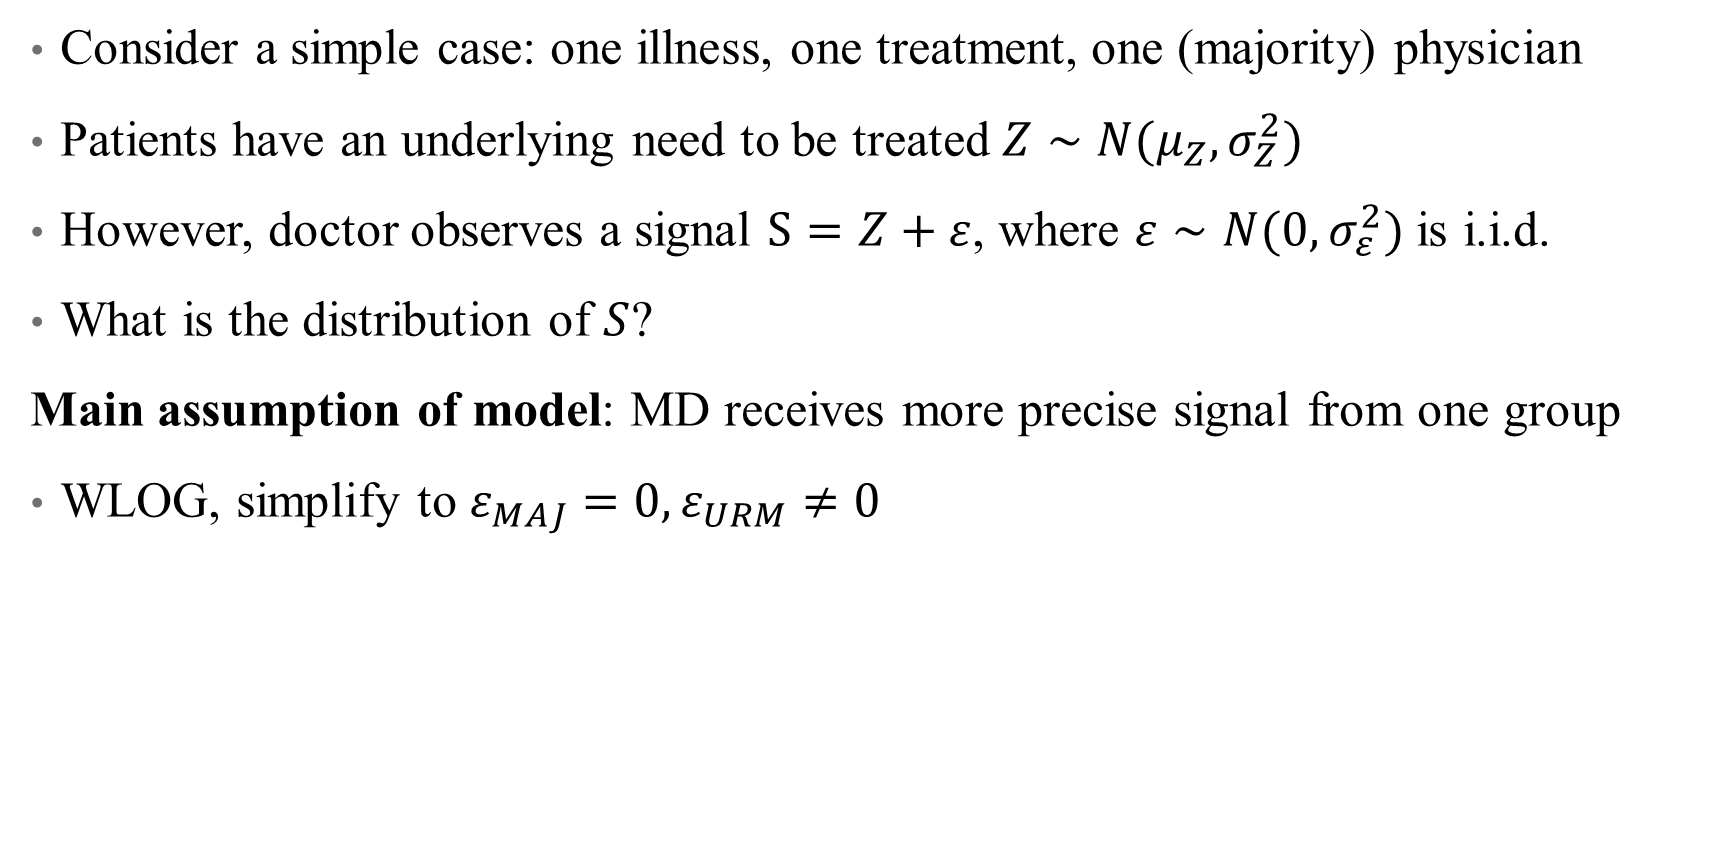 • Consider a simple case: one illness, one treatment, one (majority) physician
• Patients have an underlying need to be treated Z ~ N(μ_Z, σ_Z^2)
• However, doctor observes a signal S = Z + ε, where ε ~ N(0, σ_ε^2) is i.i.d.
• What is the distribution of S?
Main assumption of model: MD receives more precise signal from one group
• WLOG, simplify to ε_MAJ = 0, ε_URM ≠ 0